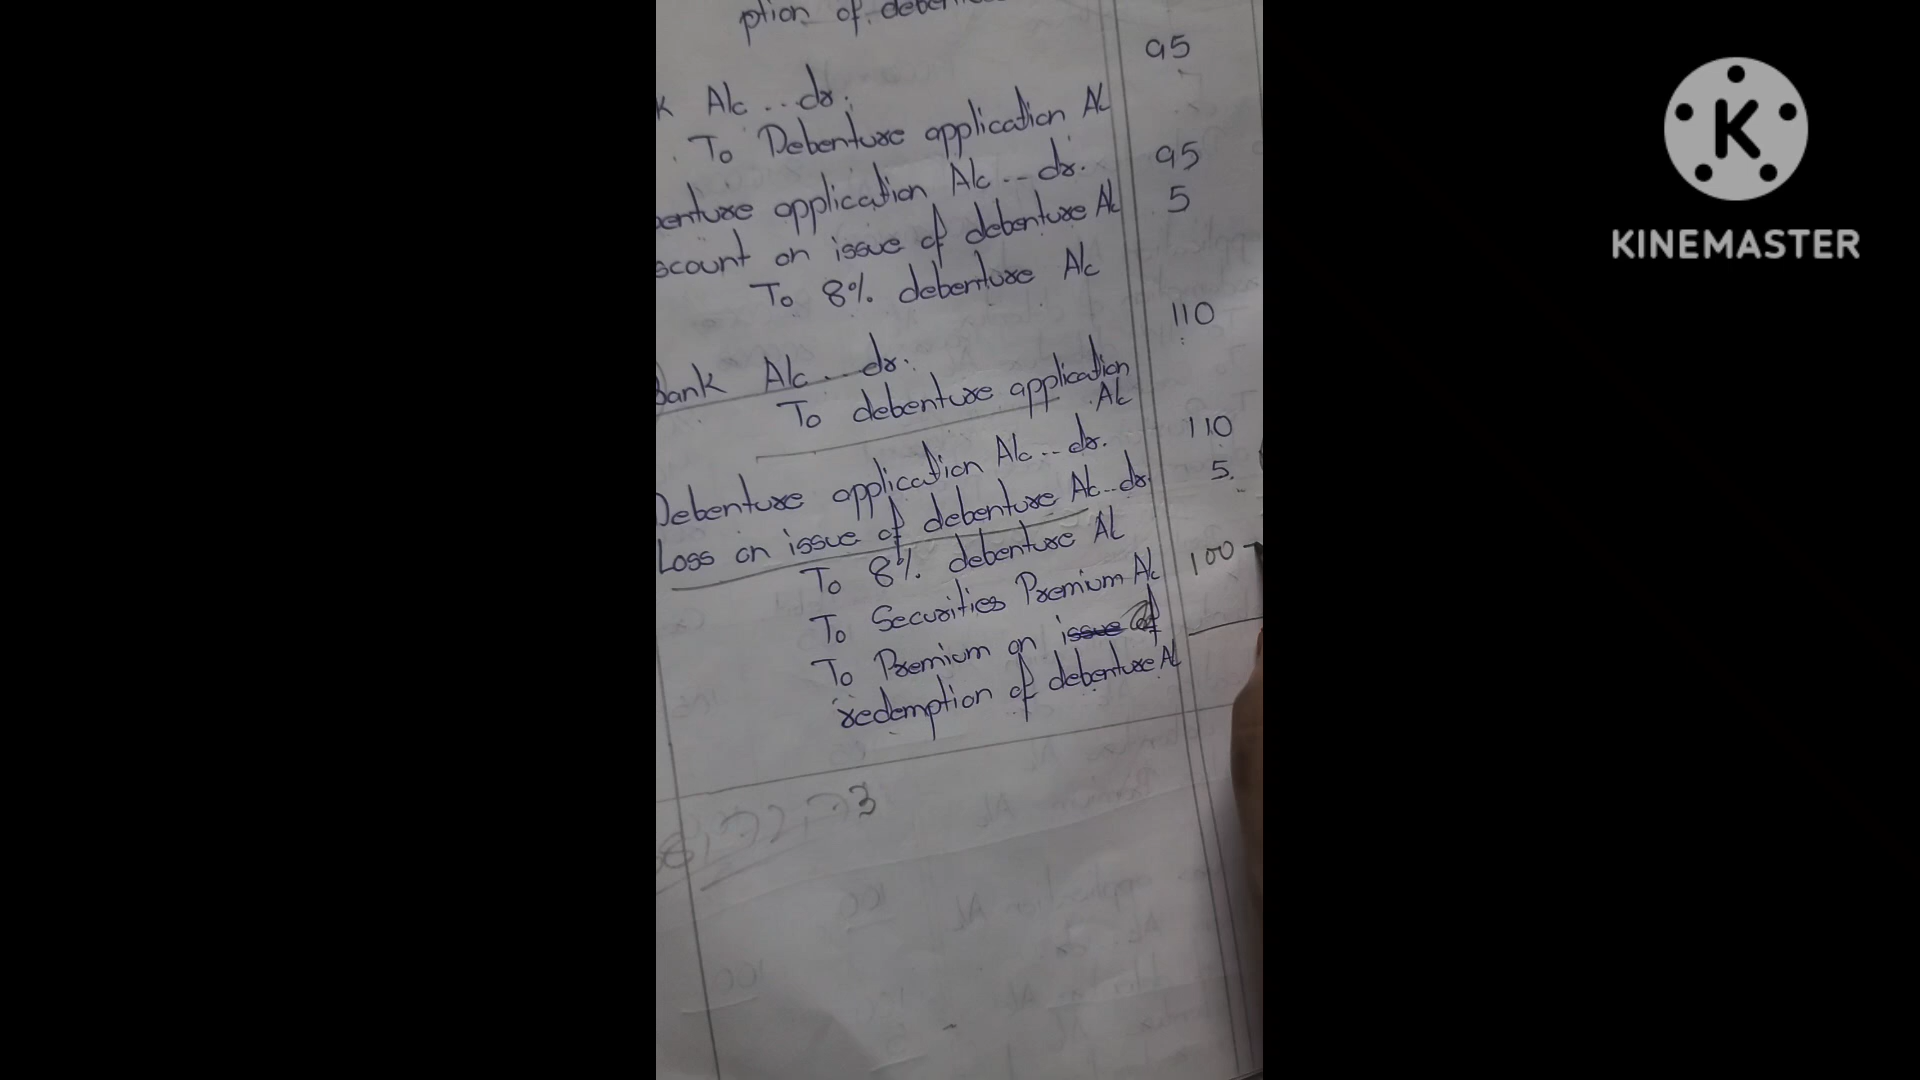 ption of debent
95
k A/c .. dr.
To Debenture application A/c
enture application A/c .. dr. 95
scount on issue of debenture A/c 5
To 8% debenture A/c
110
Bank A/c ... dr.
To debenture application
A/c
Debenture application A/c .. dr. 110
Loss on issue of debenture A/c .. dr 5.
To 8% debenture A/c
To Securities Premium A/c 100
To Premium on issue of
redemption of debenture A/c
K
KINEMASTER